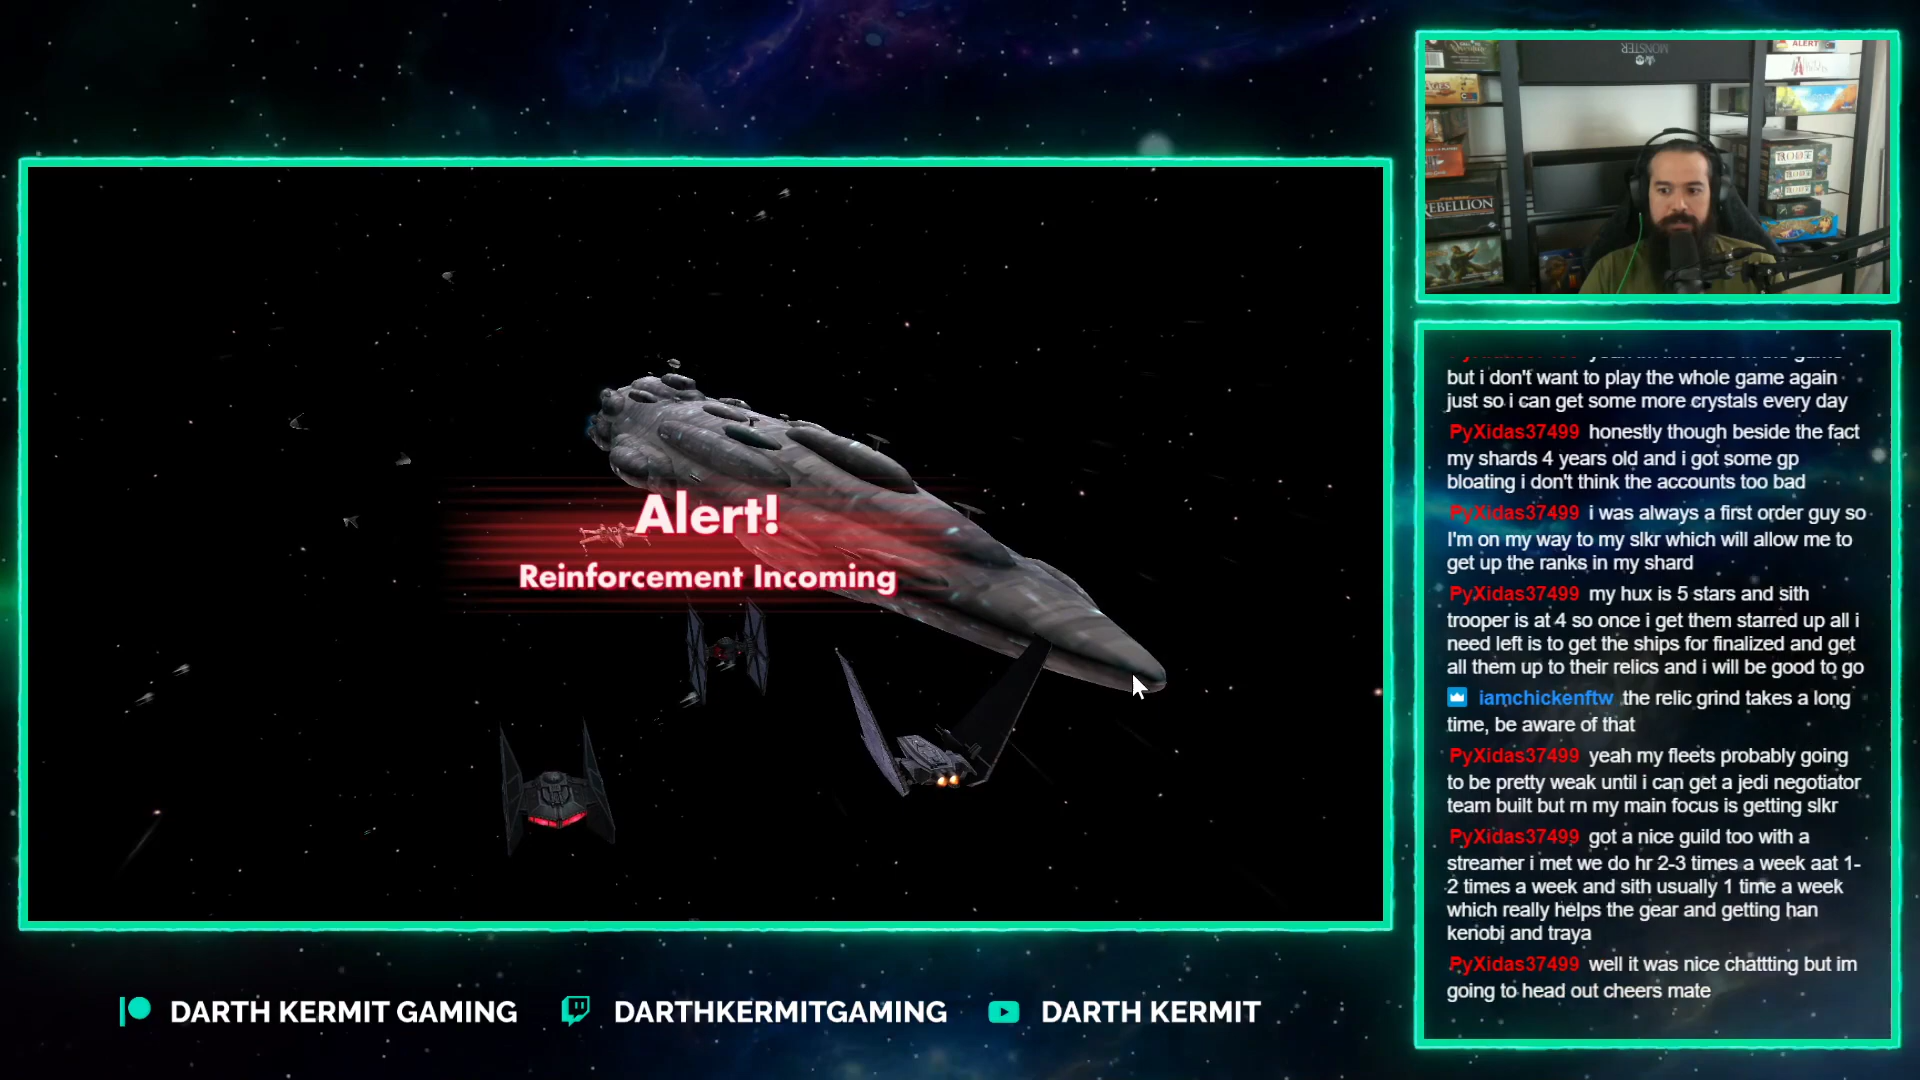 MONSTER
ALERT
REBELLION
but i don't want to play the whole game again
just so i can get some more crystals every day
PyXidas37499 honestly though beside the fact
my shards 4 years old and i got some gp
bloating i don't think the accounts too bad
PyXidas37499 i was always a first order guy so
I'm on my way to my slkr which will allow me to
get up the ranks in my shard
PyXidas37499 my hux is 5 stars and sith
trooper is at 4 so once i get them starred up all i
need left is to get the ships for finalized and get
all them up to their relics and i will be good to go
iamchickenftw the relic grind takes a long
time, be aware of that
PyXidas37499 yeah my fleets probably going
to be pretty weak until i can get a jedi negotiator
team built but rn my main focus is getting slkr
PyXidas37499 got a nice guild too with a
streamer i met we do hr 2-3 times a week aat 1-
2 times a week and sith usually 1 time a week
which really helps the gear and getting han
kenobi and traya
PyXidas37499 well it was nice chattting but im
going to head out cheers mate
Alert!
Reinforcement Incoming
DARTH KERMIT GAMING
DARTHKERMITGAMING
DARTH KERMIT